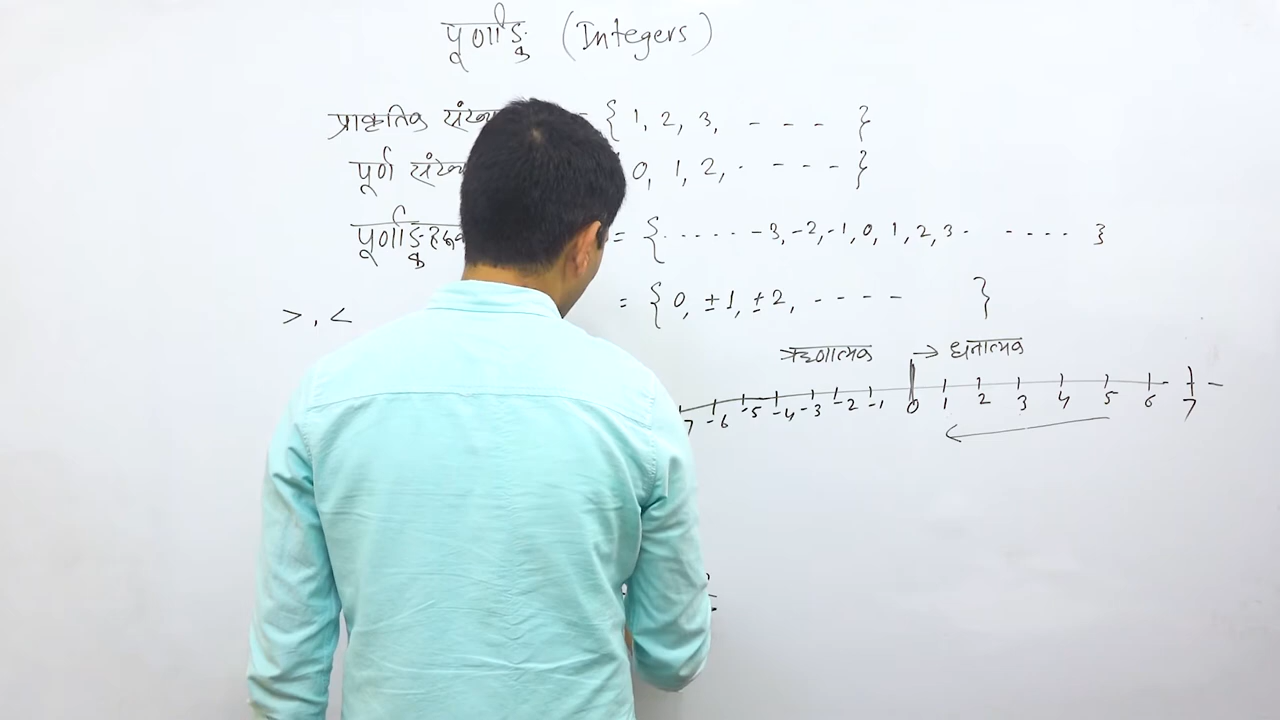 पूर्णाङ्क (Integers)
प्राकृतिक = { 1, 2, 3, - - - }
पूर्ण 0, 1, 2, - - - - }
= { ...... -3, -2, -1, 0, 1, 2, 3 - - - - - }
= { 0, ±1, ±2, - - - - }
>, <
ऋणात्मक → धनात्मक
7 -6 -5 -4 -3 -2 -1 0 1 2 3 4 5 6 7